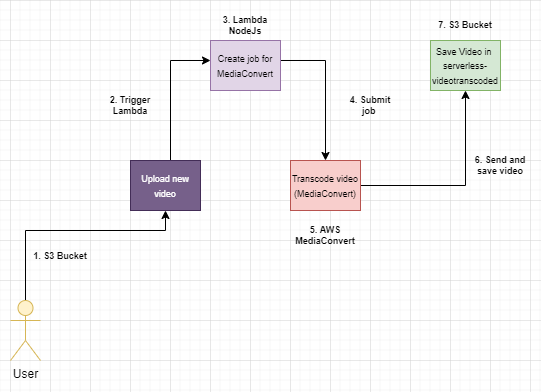 7. S3 Bucket
3. Lambda
NodeJs
Save Video in
serverless-
videotranscoded
Create job for
MediaConvert
2. Trigger
Lambda
4. Submit
job
6. Send and
save video
Upload new
video
Transcode video
(MediaConvert)
5. AWS
MediaConvert
1. S3 Bucket
User